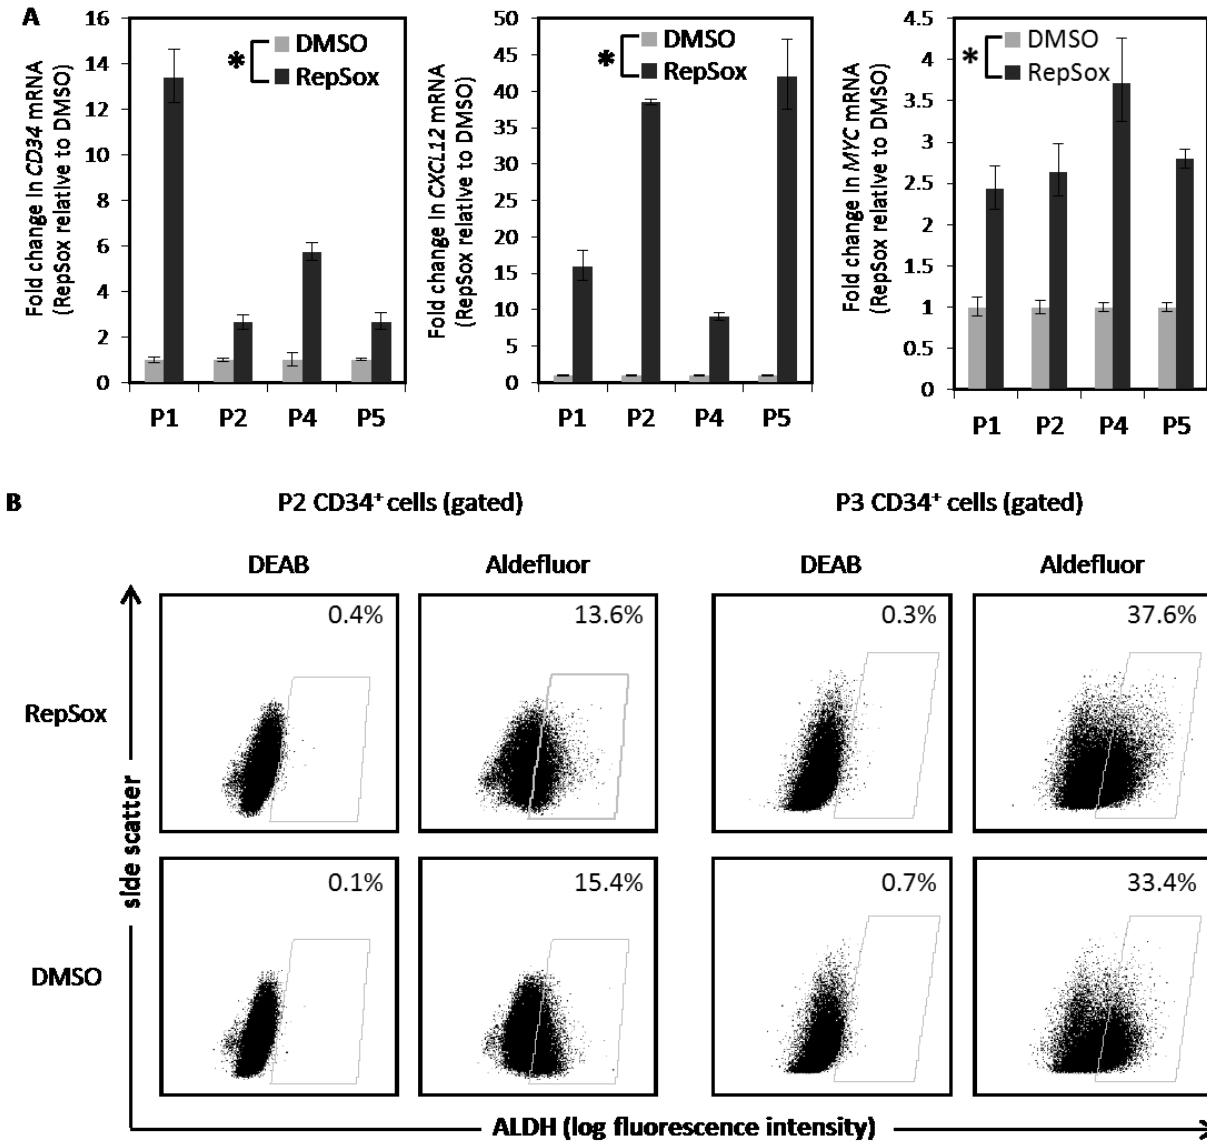 A
Fold change in CD34 mRNA
(RepSox relative to DMSO)
16
14
12
10
8
6
4
2
0
* DMSO
RepSox
P1 P2 P4 P5
Fold change in CXCL12 mRNA
(RepSox relative to DMSO)
50
45
40
35
30
25
20
15
10
5
0
* DMSO
RepSox
P1 P2 P4 P5
Fold change in MYC mRNA
(RepSox relative to DMSO)
4.5
4
3.5
3
2.5
2
1.5
1
0.5
0
* DMSO
RepSox
P1 P2 P4 P5
B
P2 CD34⁺ cells (gated)
P3 CD34⁺ cells (gated)
DEAB Aldefluor DEAB Aldefluor
RepSox
0.4% 13.6% 0.3% 37.6%
side scatter
DMSO
0.1% 15.4% 0.7% 33.4%
ALDH (log fluorescence intensity)